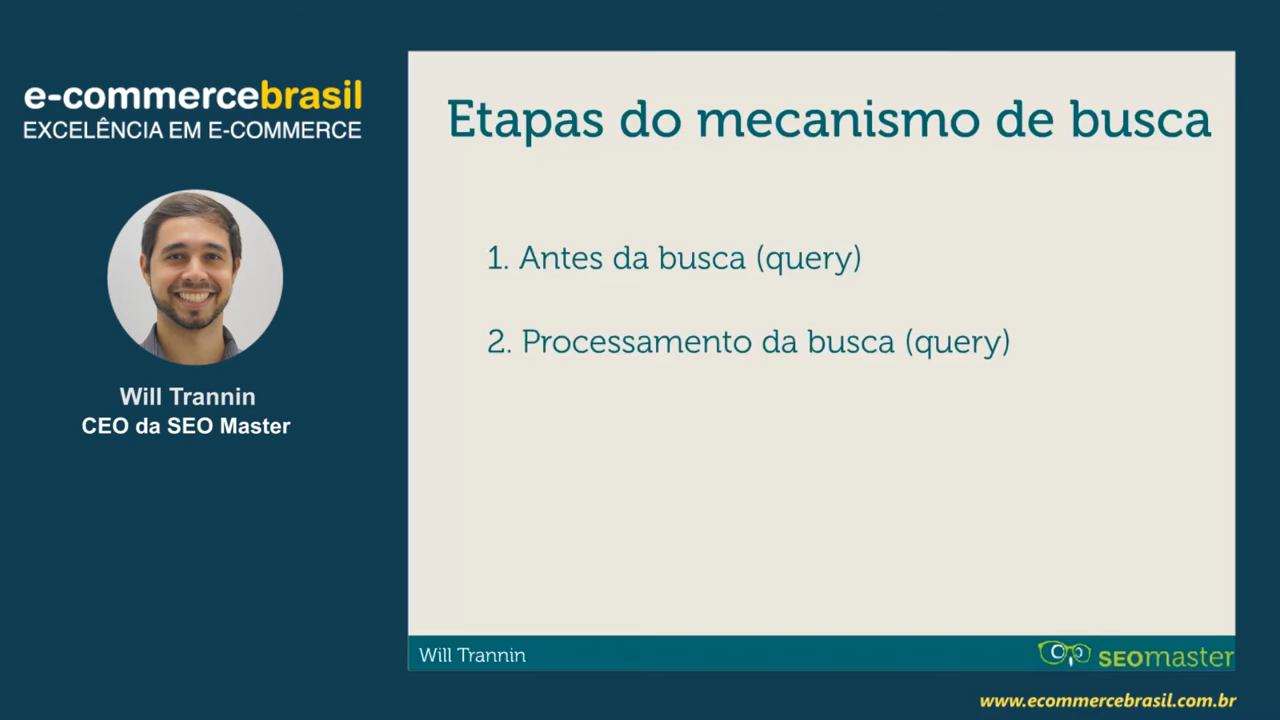 e-commercebrasil
EXCELÊNCIA EM E-COMMERCE
Will Trannin
CEO da SEO Master
Etapas do mecanismo de busca
1. Antes da busca (query)
2. Processamento da busca (query)
Will Trannin
SEOmaster
www.ecommercebrasil.com.br